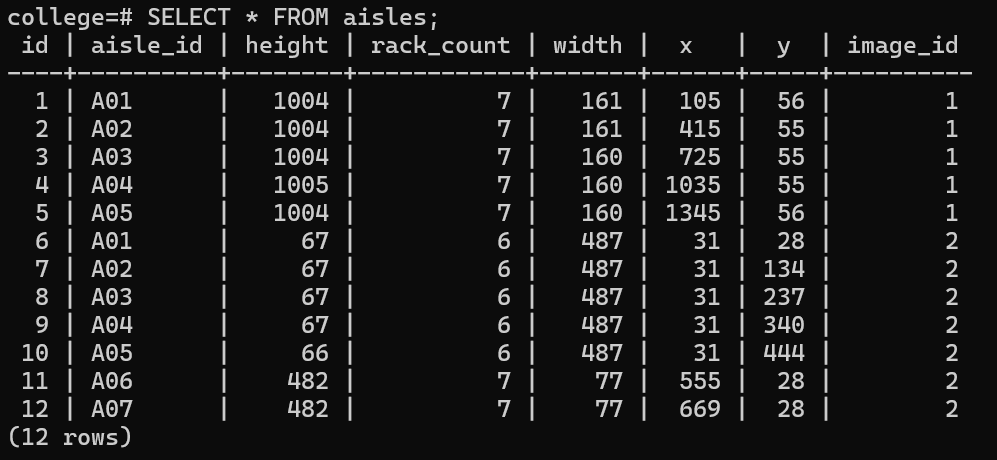 college=# SELECT * FROM aisles;
 id | aisle_id | height | rack_count | width |  x   |  y  | image_id
----+----------+--------+------------+-------+------+-----+----------
  1 | A01      |   1004 |          7 |   161 |  105 |  56 |        1
  2 | A02      |   1004 |          7 |   161 |  415 |  55 |        1
  3 | A03      |   1004 |          7 |   160 |  725 |  55 |        1
  4 | A04      |   1005 |          7 |   160 | 1035 |  55 |        1
  5 | A05      |   1004 |          7 |   160 | 1345 |  56 |        1
  6 | A01      |     67 |          6 |   487 |   31 |  28 |        2
  7 | A02      |     67 |          6 |   487 |   31 | 134 |        2
  8 | A03      |     67 |          6 |   487 |   31 | 237 |        2
  9 | A04      |     67 |          6 |   487 |   31 | 340 |        2
 10 | A05      |     66 |          6 |   487 |   31 | 444 |        2
 11 | A06      |    482 |          7 |    77 |  555 |  28 |        2
 12 | A07      |    482 |          7 |    77 |  669 |  28 |        2
(12 rows)